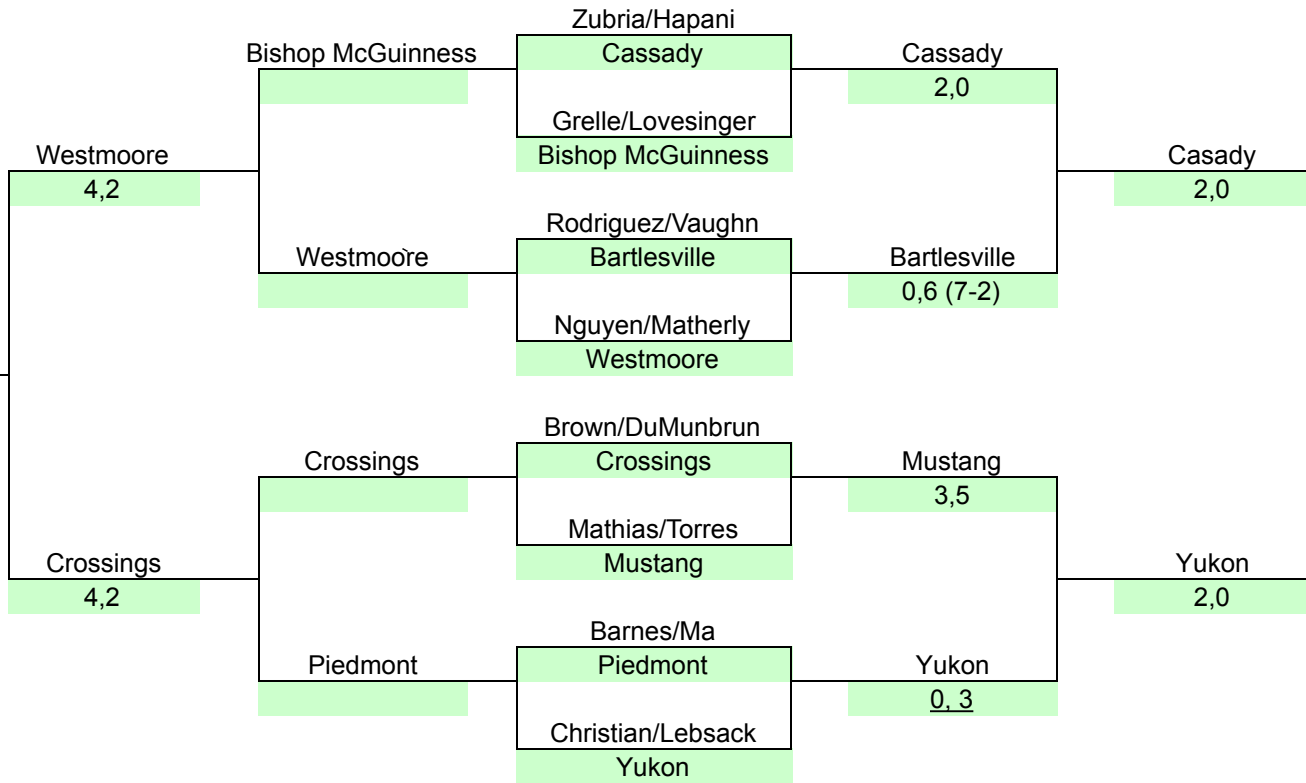 Zubria/Hapani
Bishop McGuinness
Cassady
Cassady
2,0
Grelle/Lovesinger
Westmoore
Bishop McGuinness
Casady
4,2
2,0
Rodriguez/Vaughn
Westmoòre
Bartlesville
Bartlesville
0,6 (7-2)
Nguyen/Matherly
Westmoore
Brown/DuMunbrun
Crossings
Crossings
Mustang
3,5
Mathias/Torres
Crossings
Mustang
Yukon
4,2
2,0
Barnes/Ma
Piedmont
Piedmont
Yukon
0, 3
Christian/Lebsack
Yukon